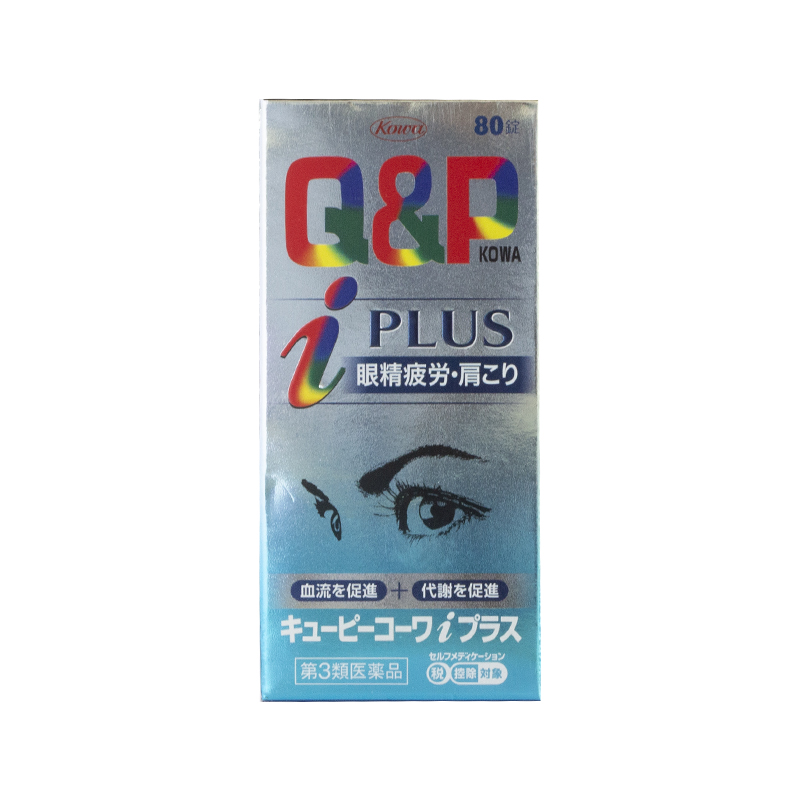 Kowa
80錠
Q&P
KOWA
i PLUS
眼精疲労・肩こり
血流を促進+代謝を促進
キューピーコーワiプラス
第3類医薬品
セルフメディケーション
税 控除 対象